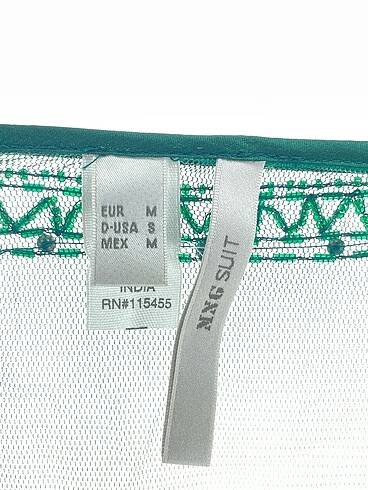 EUR M
D-USA S
MEX M
INDIA
RN#115455
MNG SUIT